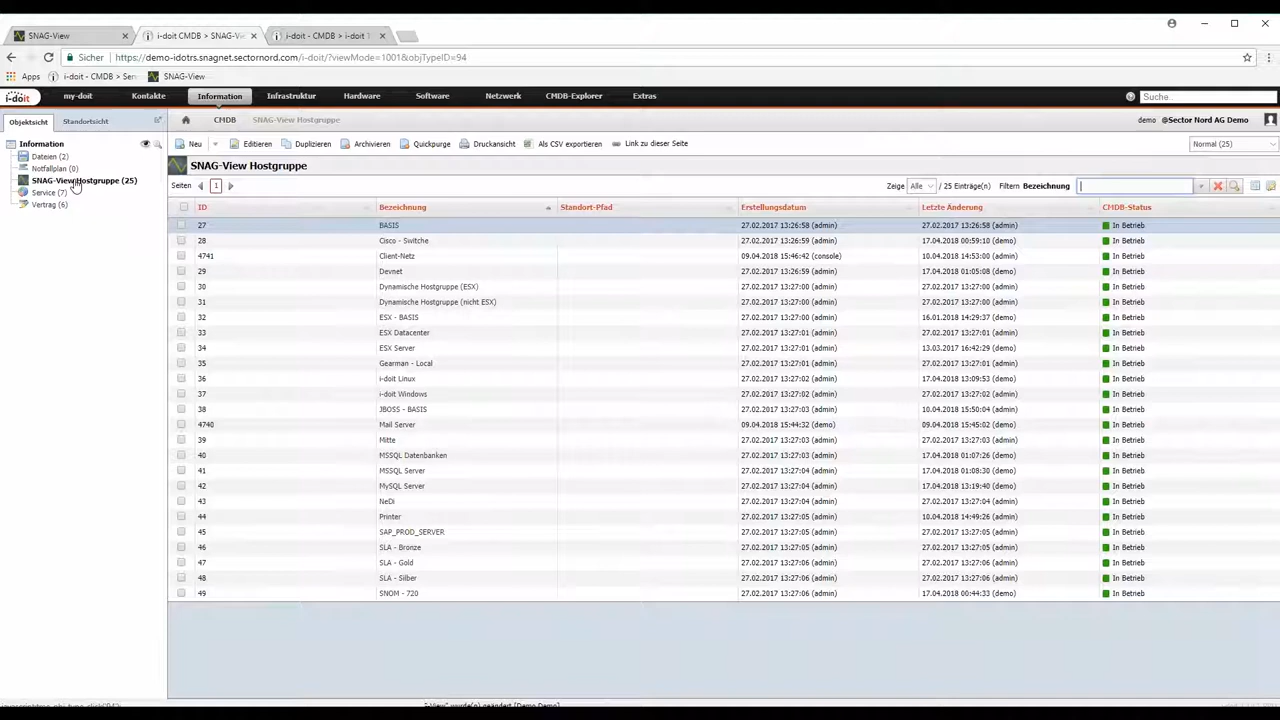 SNAG-View
i-doit CMDB > SNAG-Vi
i-doit - CMDB > i-doit 1
Sicher
https://demo-idotrs.snagnet.sectornord.com/i-doit/?viewMode=1001&objTypeID=94
Apps
i-doit - CMDB > Ser
SNAG-View
i-doit
my-doit
Kontakte
Information
Infrastruktur
Hardware
Software
Netzwerk
CMDB-Explorer
Extras
Suche...
Objektsicht
Standortsicht
CMDB
SNAG-View Hostgruppe
demo @Sector Nord AG Demo
Information
Dateien (2)
Notfallplan (0)
SNAG-View Hostgruppe (25)
Service (7)
Vertrag (6)
Neu
Editieren
Duplizieren
Archivieren
Quickpurge
Druckansicht
Als CSV exportieren
Link zu dieser Seite
Normal (25)
SNAG-View Hostgruppe
Seiten 1
Zeige Alle / 25 Einträge(n) Filtern Bezeichnung
ID Bezeichnung Standort-Pfad Erstellungsdatum Letzte Änderung CMDB-Status
27 BASIS 27.02.2017 13:26:58 (admin) 27.02.2017 13:26:58 (admin) In Betrieb
28 Cisco - Switche 27.02.2017 13:26:59 (admin) 17.04.2018 00:59:10 (demo) In Betrieb
4741 Client-Netz 09.04.2018 15:46:42 (console) 10.04.2018 14:53:00 (admin) In Betrieb
29 Devnet 27.02.2017 13:26:59 (admin) 17.04.2018 01:05:08 (demo) In Betrieb
30 Dynamische Hostgruppe (ESX) 27.02.2017 13:27:00 (admin) 27.02.2017 13:27:00 (admin) In Betrieb
31 Dynamische Hostgruppe (nicht ESX) 27.02.2017 13:27:00 (admin) 27.02.2017 13:27:00 (admin) In Betrieb
32 ESX - BASIS 27.02.2017 13:27:00 (admin) 16.01.2018 14:29:37 (demo) In Betrieb
33 ESX Datacenter 27.02.2017 13:27:01 (admin) 27.02.2017 13:27:01 (admin) In Betrieb
34 ESX Server 27.02.2017 13:27:01 (admin) 13.03.2017 16:42:29 (demo) In Betrieb
35 Gearman - Local 27.02.2017 13:27:01 (admin) 27.02.2017 13:27:01 (admin) In Betrieb
36 i-doit Linux 27.02.2017 13:27:02 (admin) 17.04.2018 13:09:53 (demo) In Betrieb
37 i-doit Windows 27.02.2017 13:27:02 (admin) 27.02.2017 13:27:02 (admin) In Betrieb
38 JBOSS - BASIS 27.02.2017 13:27:03 (admin) 10.04.2018 15:50:04 (demo) In Betrieb
4740 Mail Server 09.04.2018 15:44:32 (demo) 09.04.2018 15:45:02 (demo) In Betrieb
39 Mitte 27.02.2017 13:27:03 (admin) 27.02.2017 13:27:03 (admin) In Betrieb
40 MSSQL Datenbanken 27.02.2017 13:27:03 (admin) 17.04.2018 01:07:26 (demo) In Betrieb
41 MSSQL Server 27.02.2017 13:27:04 (admin) 17.04.2018 01:08:30 (demo) In Betrieb
42 MySQL Server 27.02.2017 13:27:04 (admin) 17.04.2018 13:19:40 (demo) In Betrieb
43 NeDi 27.02.2017 13:27:04 (admin) 27.02.2017 13:27:04 (admin) In Betrieb
44 Printer 27.02.2017 13:27:05 (admin) 10.04.2018 14:49:26 (demo) In Betrieb
45 SAP_PROD_SERVER 27.02.2017 13:27:05 (admin) 27.02.2017 13:27:05 (admin) In Betrieb
46 SLA - Bronze 27.02.2017 13:27:05 (admin) 27.02.2017 13:27:05 (admin) In Betrieb
47 SLA - Gold 27.02.2017 13:27:06 (admin) 27.02.2017 13:27:06 (admin) In Betrieb
48 SLA - Silber 27.02.2017 13:27:06 (admin) 27.02.2017 13:27:06 (admin) In Betrieb
49 SNOM - 720 27.02.2017 13:27:06 (admin) 17.04.2018 00:44:33 (demo) In Betrieb